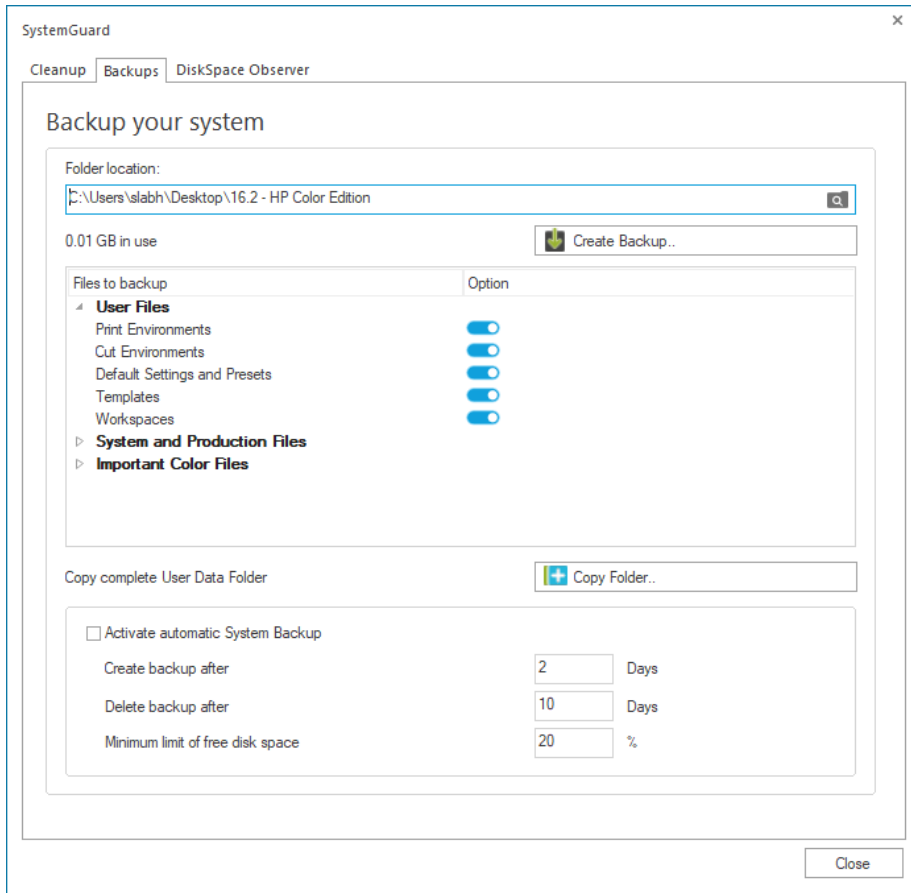 SystemGuard
Cleanup Backups DiskSpace Observer
Backup your system
Folder location:
C:\Users\slabh\Desktop\16.2 - HP Color Edition
0.01 GB in use Create Backup..
Files to backup Option
User Files
Print Environments
Cut Environments
Default Settings and Presets
Templates
Workspaces
System and Production Files
Important Color Files
Copy complete User Data Folder Copy Folder..
Activate automatic System Backup
Create backup after 2 Days
Delete backup after 10 Days
Minimum limit of free disk space 20 %
Close